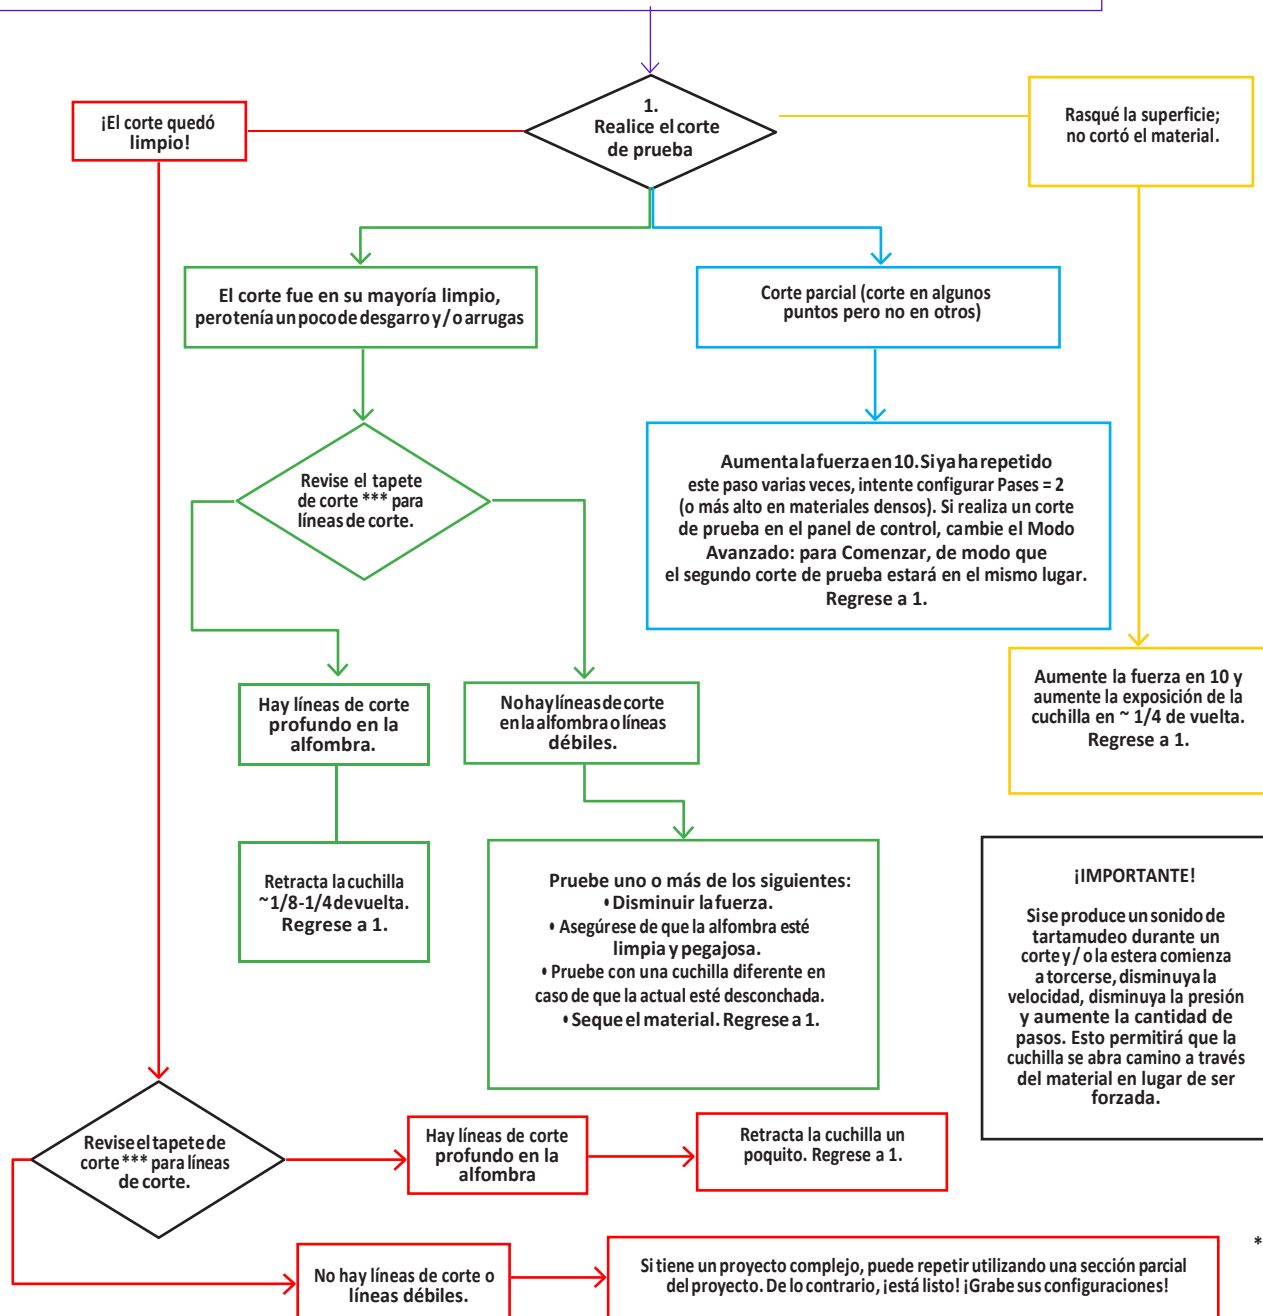 1.
Realice el corte
de prueba
¡El corte quedó
limpio!
Rasqué la superficie;
no cortó el material.
El corte fue en su mayoría limpio,
pero tenía un poco de desgarro y / o arrugas
Corte parcial (corte en algunos
puntos pero no en otros)
Revise el tapete
de corte *** para
líneas de corte.
Aumenta la fuerza en 10. Si ya ha repetido
este paso varias veces, intente configurar Pases = 2
(o más alto en materiales densos). Si realiza un corte
de prueba en el panel de control, cambie el Modo
Avanzado: para Comenzar, de modo que
el segundo corte de prueba estará en el mismo lugar.
Regrese a 1.
Hay líneas de corte
profundo en la
alfombra.
No hay líneas de corte
en la alfombra o líneas
débiles.
Aumente la fuerza en 10 y
aumente la exposición de la
cuchilla en ~ 1/4 de vuelta.
Regrese a 1.
Retracta la cuchilla
~1/8-1/4 de vuelta.
Regrese a 1.
Pruebe uno o más de los siguientes:
• Disminuir la fuerza.
• Asegúrese de que la alfombra esté
limpia y pegajosa.
• Pruebe con una cuchilla diferente en
caso de que la actual esté desconchada.
• Seque el material. Regrese a 1.
¡IMPORTANTE!
Si se produce un sonido de
tartamudeo durante un
corte y / o la estera comienza
a torcerse, disminuya la
velocidad, disminuya la presión
y aumente la cantidad de
pasos. Esto permitirá que la
cuchilla se abra camino a través
del material en lugar de ser
forzada.
Revise el tapete de
corte *** para líneas
de corte.
Hay líneas de corte
profundo en la
alfombra
Retracta la cuchilla un
poquito. Regrese a 1.
*
No hay líneas de corte o
líneas débiles.
Si tiene un proyecto complejo, puede repetir utilizando una sección parcial
del proyecto. De lo contrario, ¡está listo! ¡Grabe sus configuraciones!